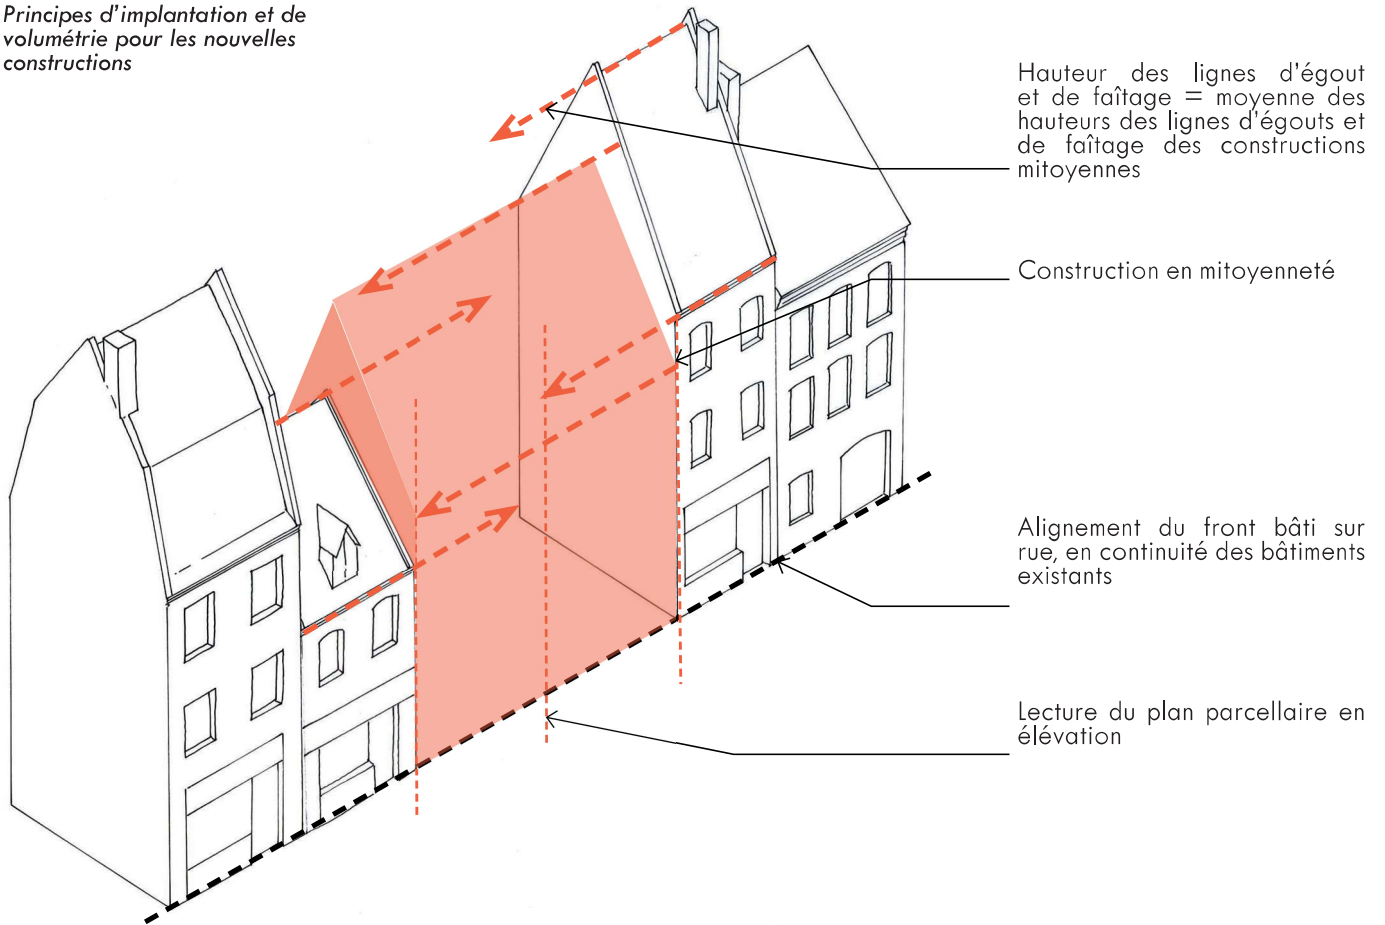 Principes d'implantation et de
volumétrie pour les nouvelles
constructions
Hauteur des lignes d'égout
et de faîtage = moyenne des
hauteurs des lignes d'égouts et
de faîtage des constructions
mitoyennes
Construction en mitoyenneté
Alignement du front bâti sur
rue, en continuité des bâtiments
existants
Lecture du plan parcellaire en
élévation